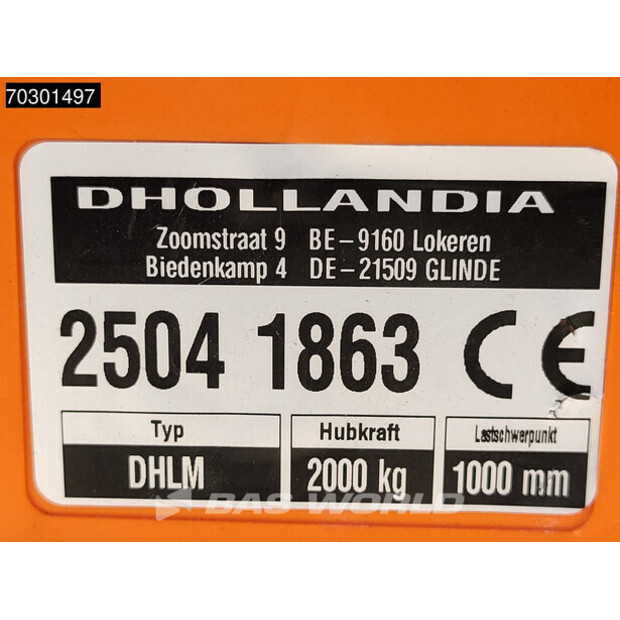 70301497
DHOLLANDIA
Zoomstraat 9 BE-9160 Lokeren
Biedenkamp 4 DE-21509 GLINDE
2504 1863 CE
Typ Hubkraft Lastschwerpunkt
DHLM 2000 kg 1000 mm
BAS WORLD